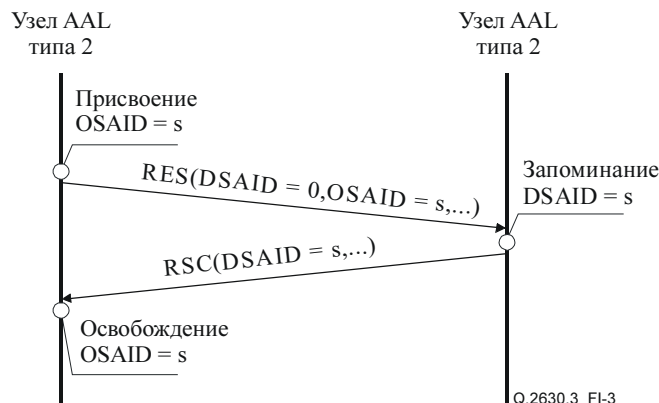 Узел AAL
типа 2
Узел AAL
типа 2
Присвоение
OSAID = s
RES(DSAID = 0,OSAID = s,...)
Запоминание
DSAID = s
RSC(DSAID = s,...)
Освобождение
OSAID = s
Q.2630.3_FI-3